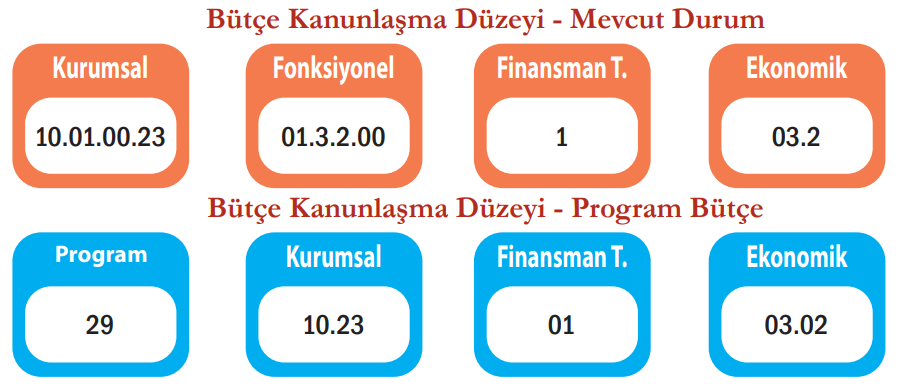 Bütçe Kanunlaşma Düzeyi - Mevcut Durum
Kurumsal Fonksiyonel Finansman T. Ekonomik
10.01.00.23 01.3.2.00 1 03.2
Bütçe Kanunlaşma Düzeyi - Program Bütçe
Program Kurumsal Finansman T. Ekonomik
29 10.23 01 03.02